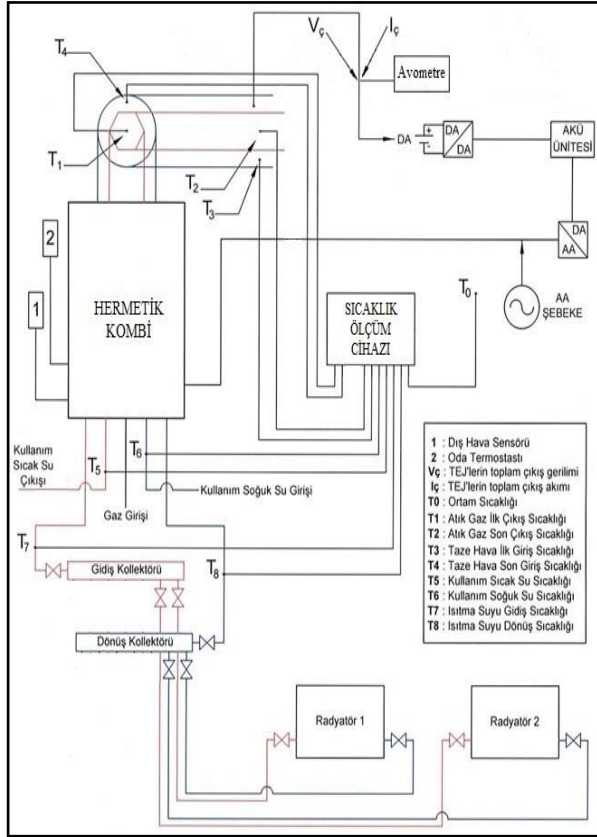 T4
Vç
Iç
Avometre
T1
T2
T3
DA
+
-
DA
DA
AKÜ
ÜNİTESİ
DA
AA
AA
ŞEBEKE
2
1
HERMETİK
KOMBİ
SICAKLIK
ÖLÇÜM
CİHAZI
T0
Kullanım
Sıcak Su
Çıkışı
T5
T6
Gaz Girişi
Kullanım Soğuk Su Girişi
T7
T8
Gidiş Kollektörü
Dönüş Kollektörü
1 : Dış Hava Sensörü
2 : Oda Termostastı
Vç : TEJ'lerin toplam çıkış gerilimi
Iç : TEJ'lerin toplam çıkış akımı
T0 : Ortam Sıcaklığı
T1 : Atık Gaz İlk Çıkış Sıcaklığı
T2 : Atık Gaz Son Çıkış Sıcaklığı
T3 : Taze Hava İlk Giriş Sıcaklığı
T4 : Taze Hava Son Giriş Sıcaklığı
T5 : Kullanım Sıcak Su Sıcaklığı
T6 : Kullanım Soğuk Su Sıcaklığı
T7 : Isıtma Suyu Gidiş Sıcaklığı
T8 : Isıtma Suyu Dönüş Sıcaklığı
Radyatör 1
Radyatör 2